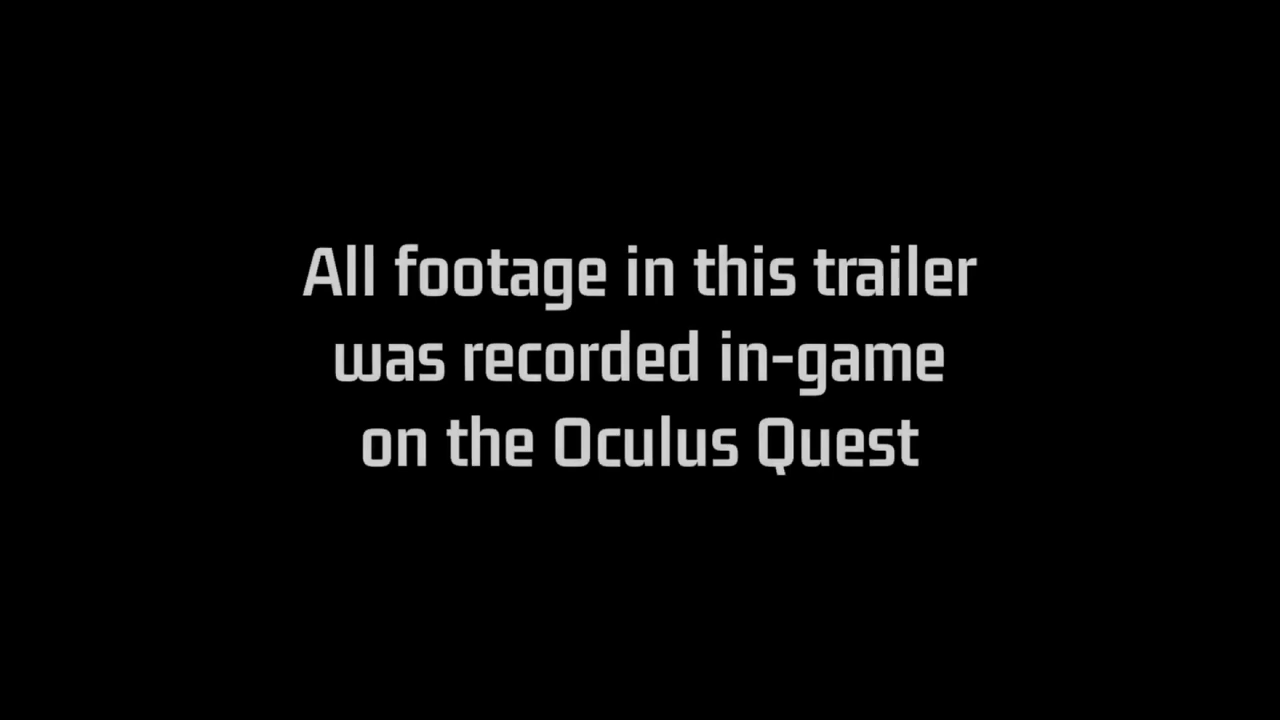 All footage in this trailer
was recorded in-game
on the Oculus Quest